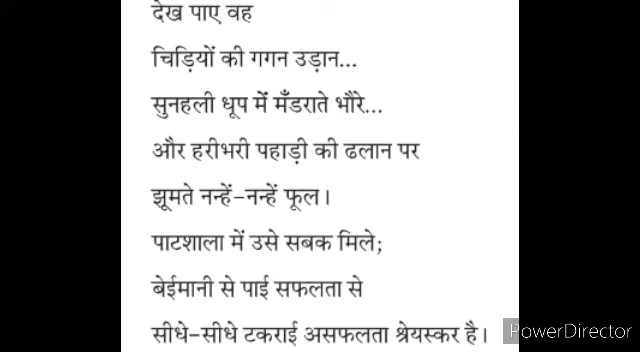 देख पाए वह
चिड़ियों की गगन उड़ान...
सुनहली धूप में मँडराते भौंरे...
और हरीभरी पहाड़ी की ढलान पर
झूमते नन्हें-नन्हें फूल।
पाटशाला में उसे सबक मिले;
बेईमानी से पाई सफलता से
सीधे-सीधे टकराई असफलता श्रेयस्कर है।
PowerDirector